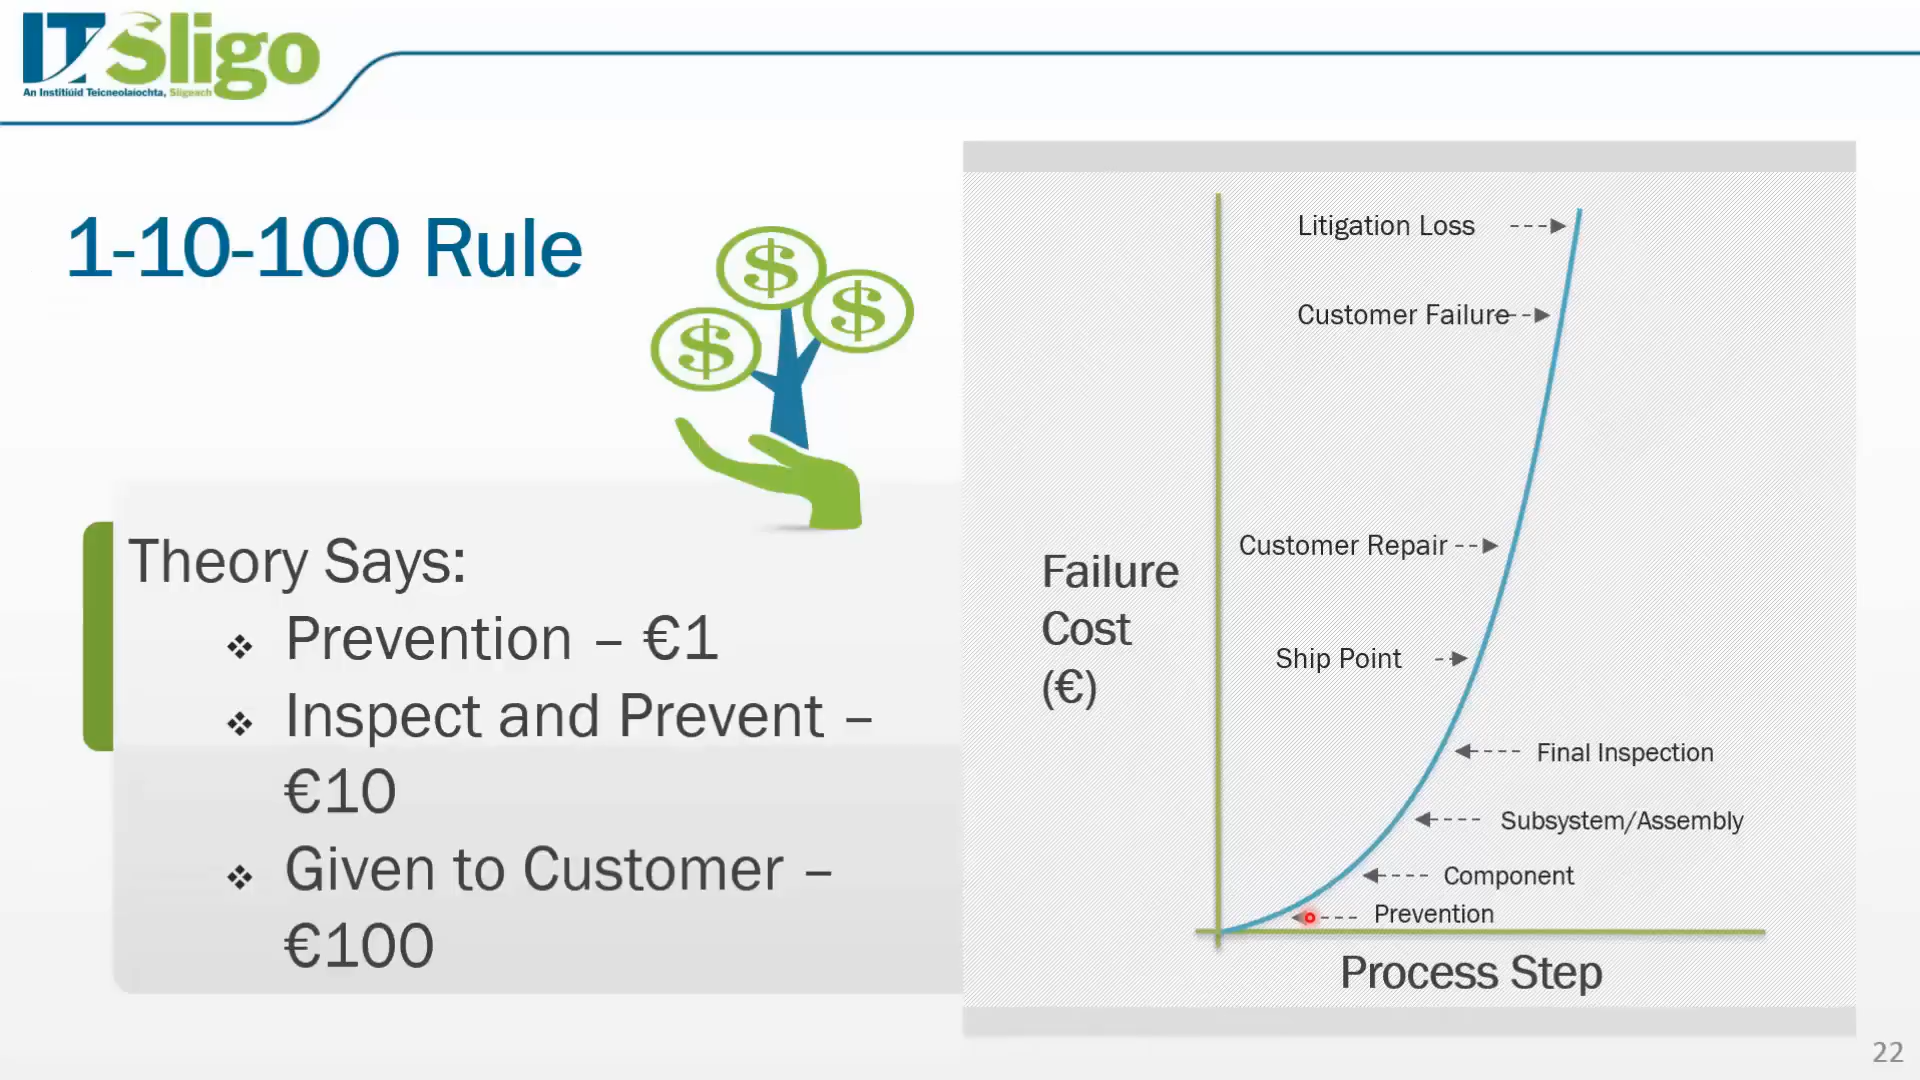 IT Sligo
An Institiúid Teicneolaíochta, Sligeach
1-10-100 Rule
$
$
$
Theory Says:
❖ Prevention – €1
❖ Inspect and Prevent –
€10
❖ Given to Customer –
€100
Litigation Loss
Customer Failure
Customer Repair
Ship Point
Final Inspection
Subsystem/Assembly
Component
Prevention
Failure
Cost
(€)
Process Step
22